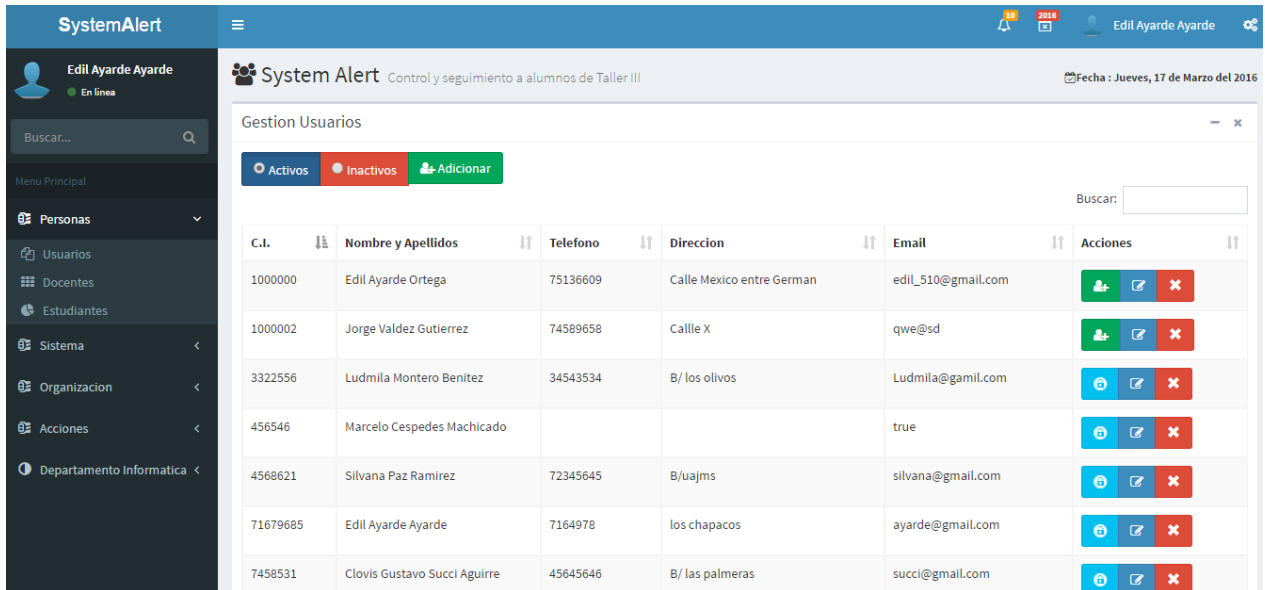 SystemAlert
10
2016
Edil Ayarde Ayarde
Edil Ayarde Ayarde
En linea
System Alert Control y seguimiento a alumnos de Taller III
Fecha : Jueves, 17 de Marzo del 2016
Buscar...
Menu Principal
Personas
Usuarios
Docentes
Estudiantes
Sistema
Organizacion
Acciones
Departamento Informatica
Gestion Usuarios
Activos Inactivos Adicionar
Buscar:
C.I. Nombre y Apellidos Telefono Direccion Email Acciones
1000000 Edil Ayarde Ortega 75136609 Calle Mexico entre German edil_510@gmail.com
1000002 Jorge Valdez Gutierrez 74589658 Callle X qwe@sd
3322556 Ludmila Montero Benitez 34543534 B/ los olivos Ludmila@gamil.com
456546 Marcelo Cespedes Machicado true
4568621 Silvana Paz Ramirez 72345645 B/uajms silvana@gmail.com
71679685 Edil Ayarde Ayarde 7164978 los chapacos ayarde@gmail.com
7458531 Clovis Gustavo Succi Aguirre 45645646 B/ las palmeras succi@gmail.com